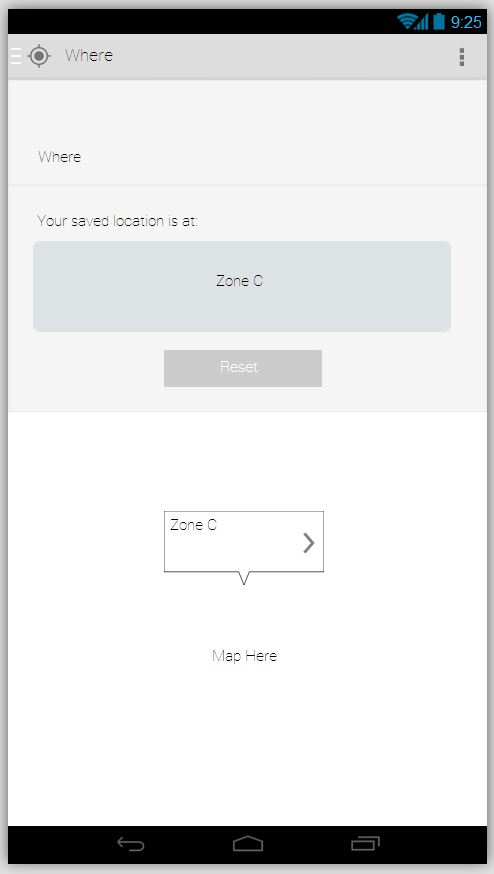 9:25
Where
Where
Your saved location is at:
Zone C
Reset
Zone C
Map Here